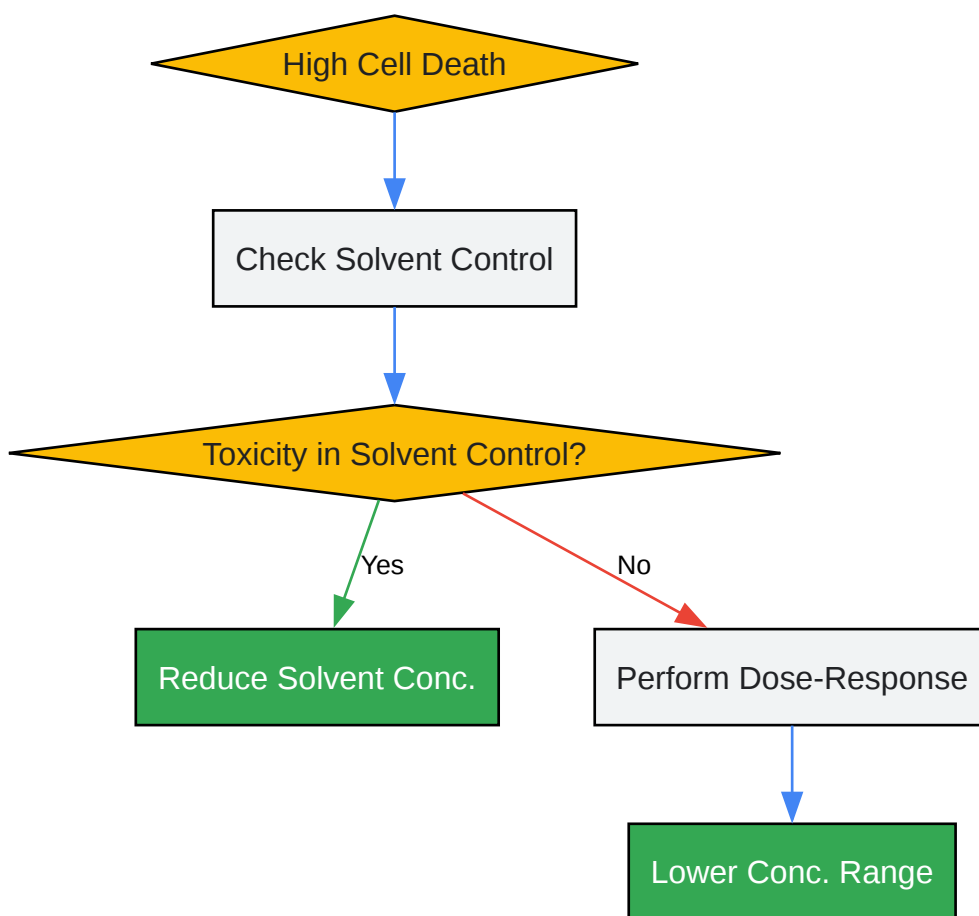 High Cell Death
Check Solvent Control
Toxicity in Solvent Control?
Yes
No
Reduce Solvent Conc.
Perform Dose-Response
Lower Conc. Range